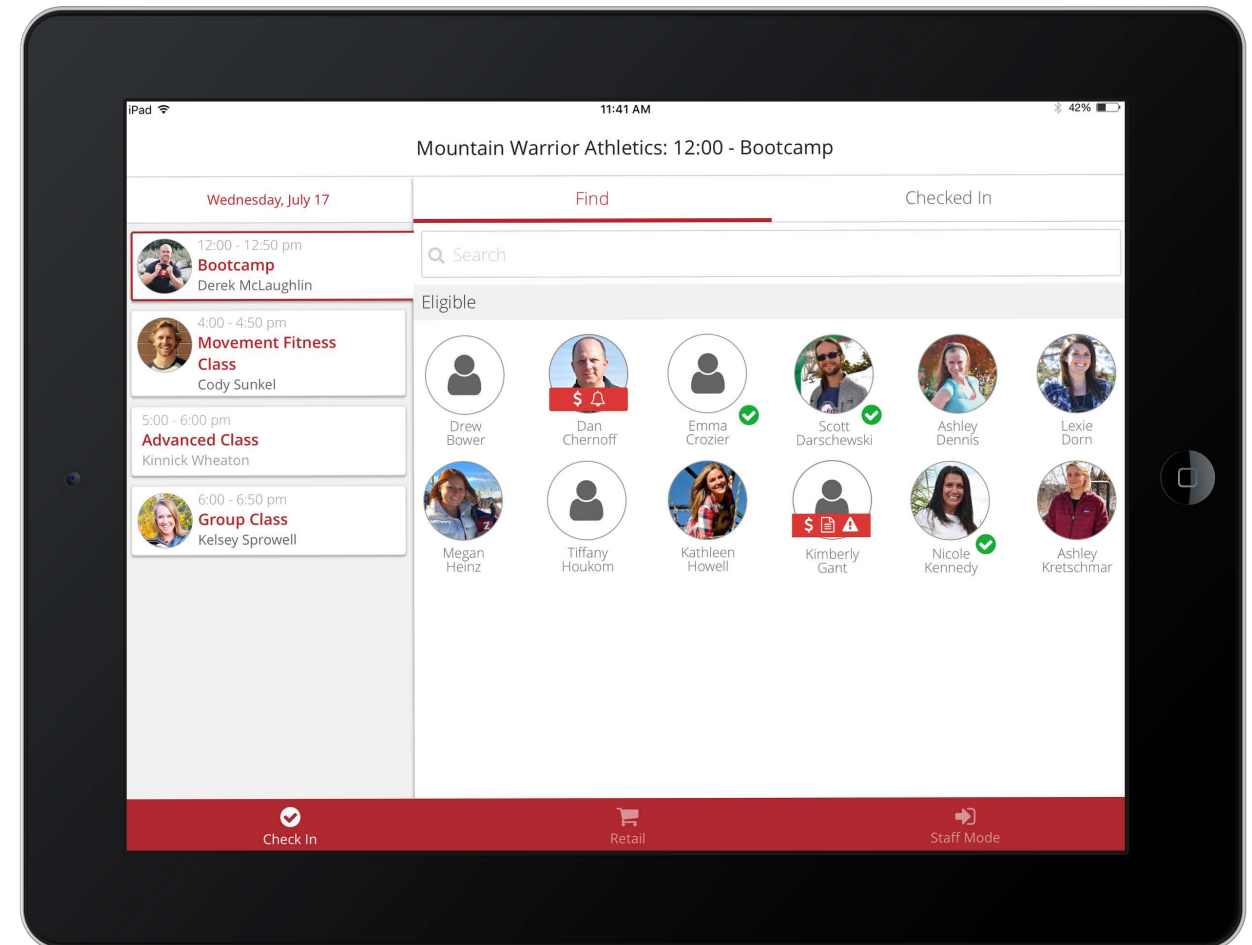 iPad
11:41 AM
42%
Mountain Warrior Athletics: 12:00 - Bootcamp
Wednesday, July 17
Find
Checked In
12:00 - 12:50 pm
Bootcamp
Derek McLaughlin
4:00 - 4:50 pm
Movement Fitness
Class
Cody Sunkel
5:00 - 6:00 pm
Advanced Class
Kinnick Wheaton
6:00 - 6:50 pm
Group Class
Kelsey Sprowell
Search
Eligible
$
Drew
Bower
Dan
Chernoff
Emma
Crozier
Scott
Darschewski
Ashley
Dennis
Lexie
Dorn
$
Megan
Heinz
Tiffany
Houkom
Kathleen
Howell
Kimberly
Gant
Nicole
Kennedy
Ashley
Kretschmar
Check In
Retail
Staff Mode